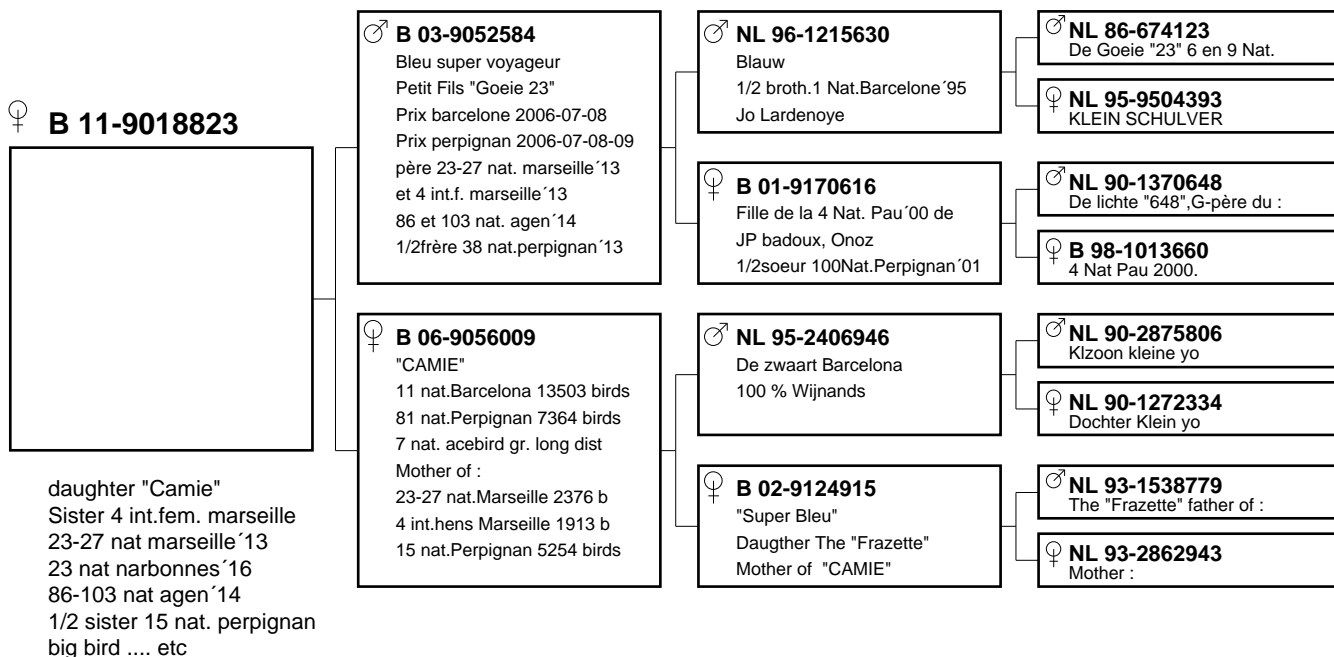 B 11-9018823
daughter "Camie"
Sister 4 int.fem. marseille
23-27 nat marseille´13
23 nat narbonnes´16
86-103 nat agen´14
1/2 sister 15 nat. perpignan
big bird .... etc
B 03-9052584
Bleu super voyageur
Petit Fils "Goeie 23"
Prix barcelone 2006-07-08
Prix perpignan 2006-07-08-09
père 23-27 nat. marseille´13
et 4 int.f. marseille´13
86 et 103 nat. agen´14
1/2frère 38 nat.perpignan´13
B 06-9056009
"CAMIE"
11 nat.Barcelona 13503 birds
81 nat.Perpignan 7364 birds
7 nat. acebird gr. long dist
Mother of :
23-27 nat.Marseille 2376 b
4 int.hens Marseille 1913 b
15 nat.Perpignan 5254 birds
NL 96-1215630
Blauw
1/2 broth.1 Nat.Barcelone´95
Jo Lardenoye
B 01-9170616
Fille de la 4 Nat. Pau´00 de
JP badoux, Onoz
1/2soeur 100Nat.Perpignan´01
NL 95-2406946
De zwaart Barcelona
100 % Wijnands
B 02-9124915
"Super Bleu"
Daugther The "Frazette"
Mother of "CAMIE"
NL 86-674123
De Goeie "23" 6 en 9 Nat.
NL 95-9504393
KLEIN SCHULVER
NL 90-1370648
De lichte "648",G-père du :
B 98-1013660
4 Nat Pau 2000.
NL 90-2875806
Klzoon kleine yo
NL 90-1272334
Dochter Klein yo
NL 93-1538779
The "Frazette" father of :
NL 93-2862943
Mother :